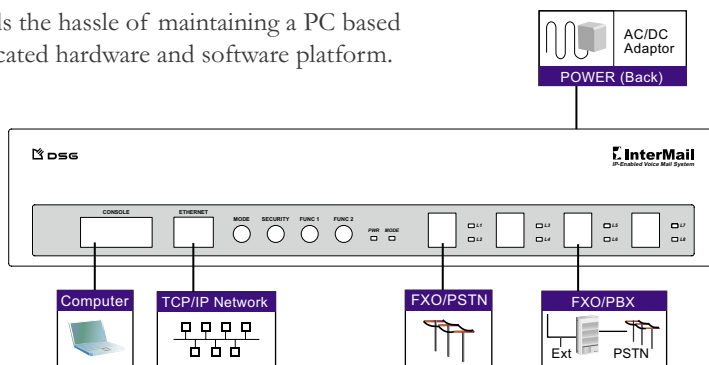 ds the hassle of maintaining a PC based
cated hardware and software platform.
AC/DC
Adaptor
POWER (Back)
DSG
InterMail
IP-Enabled Voice Mail System
CONSOLE
ETHERNET
MODE
SECURITY
FUNC 1
FUNC 2
PWR
MODE
L1
L2
L3
L4
L5
L6
L7
L8
Computer
TCP/IP Network
FXO/PSTN
FXO/PBX
Ext
PSTN